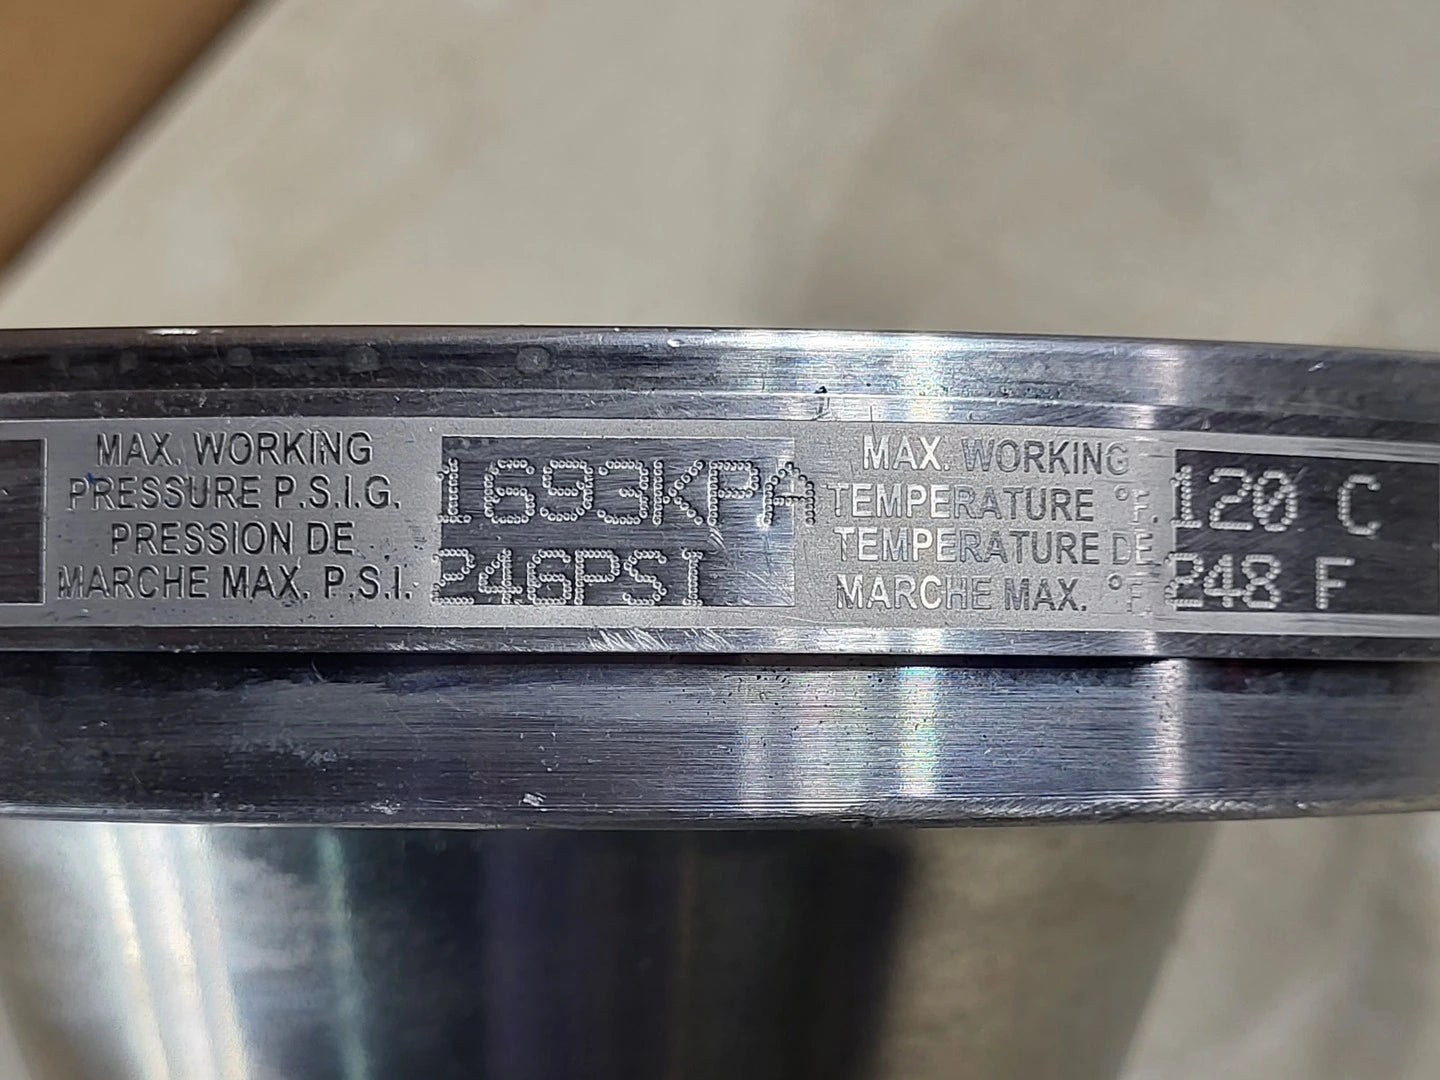 MAX. WORKING
PRESSURE P.S.I.G.
PRESSION DE
MARCHE MAX. P.S.I.
1693KPA
246PSI
MAX. WORKING
TEMPERATURE °F.
TEMPERATURE DE
MARCHE MAX. °F.
120 C
248 F